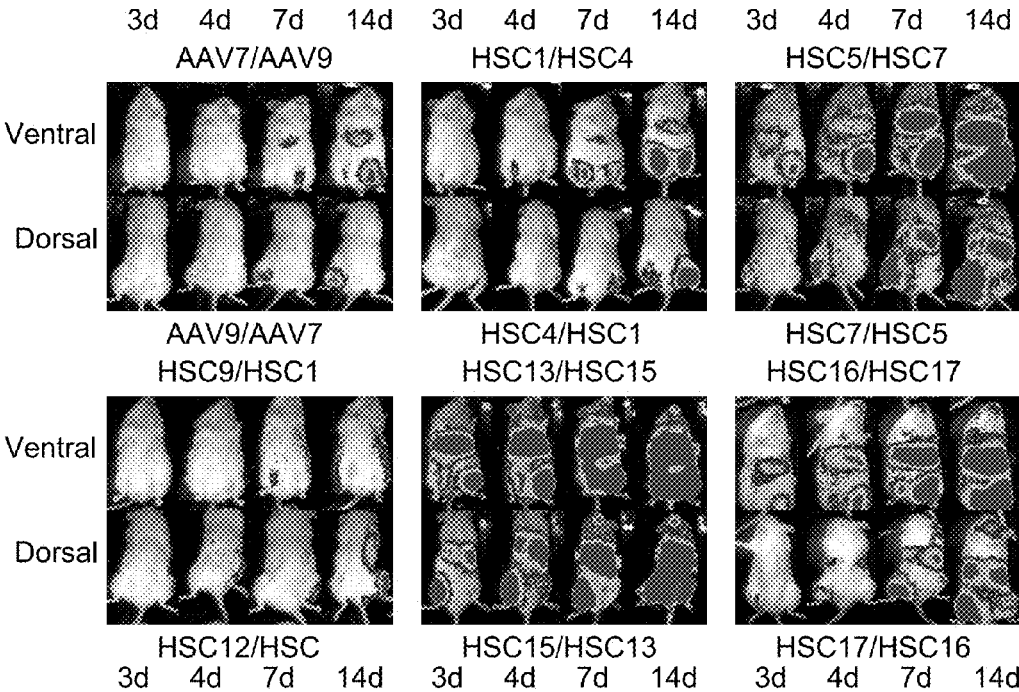 3d 4d 7d 14d 3d 4d 7d 14d 3d 4d 7d 14d
AAV7/AAV9 HSC1/HSC4 HSC5/HSC7
Ventral
Dorsal
AAV9/AAV7 HSC4/HSC1 HSC7/HSC5
HSC9/HSC1 HSC13/HSC15 HSC16/HSC17
Ventral
Dorsal
HSC12/HSC HSC15/HSC13 HSC17/HSC16
3d 4d 7d 14d 3d 4d 7d 14d 3d 4d 7d 14d